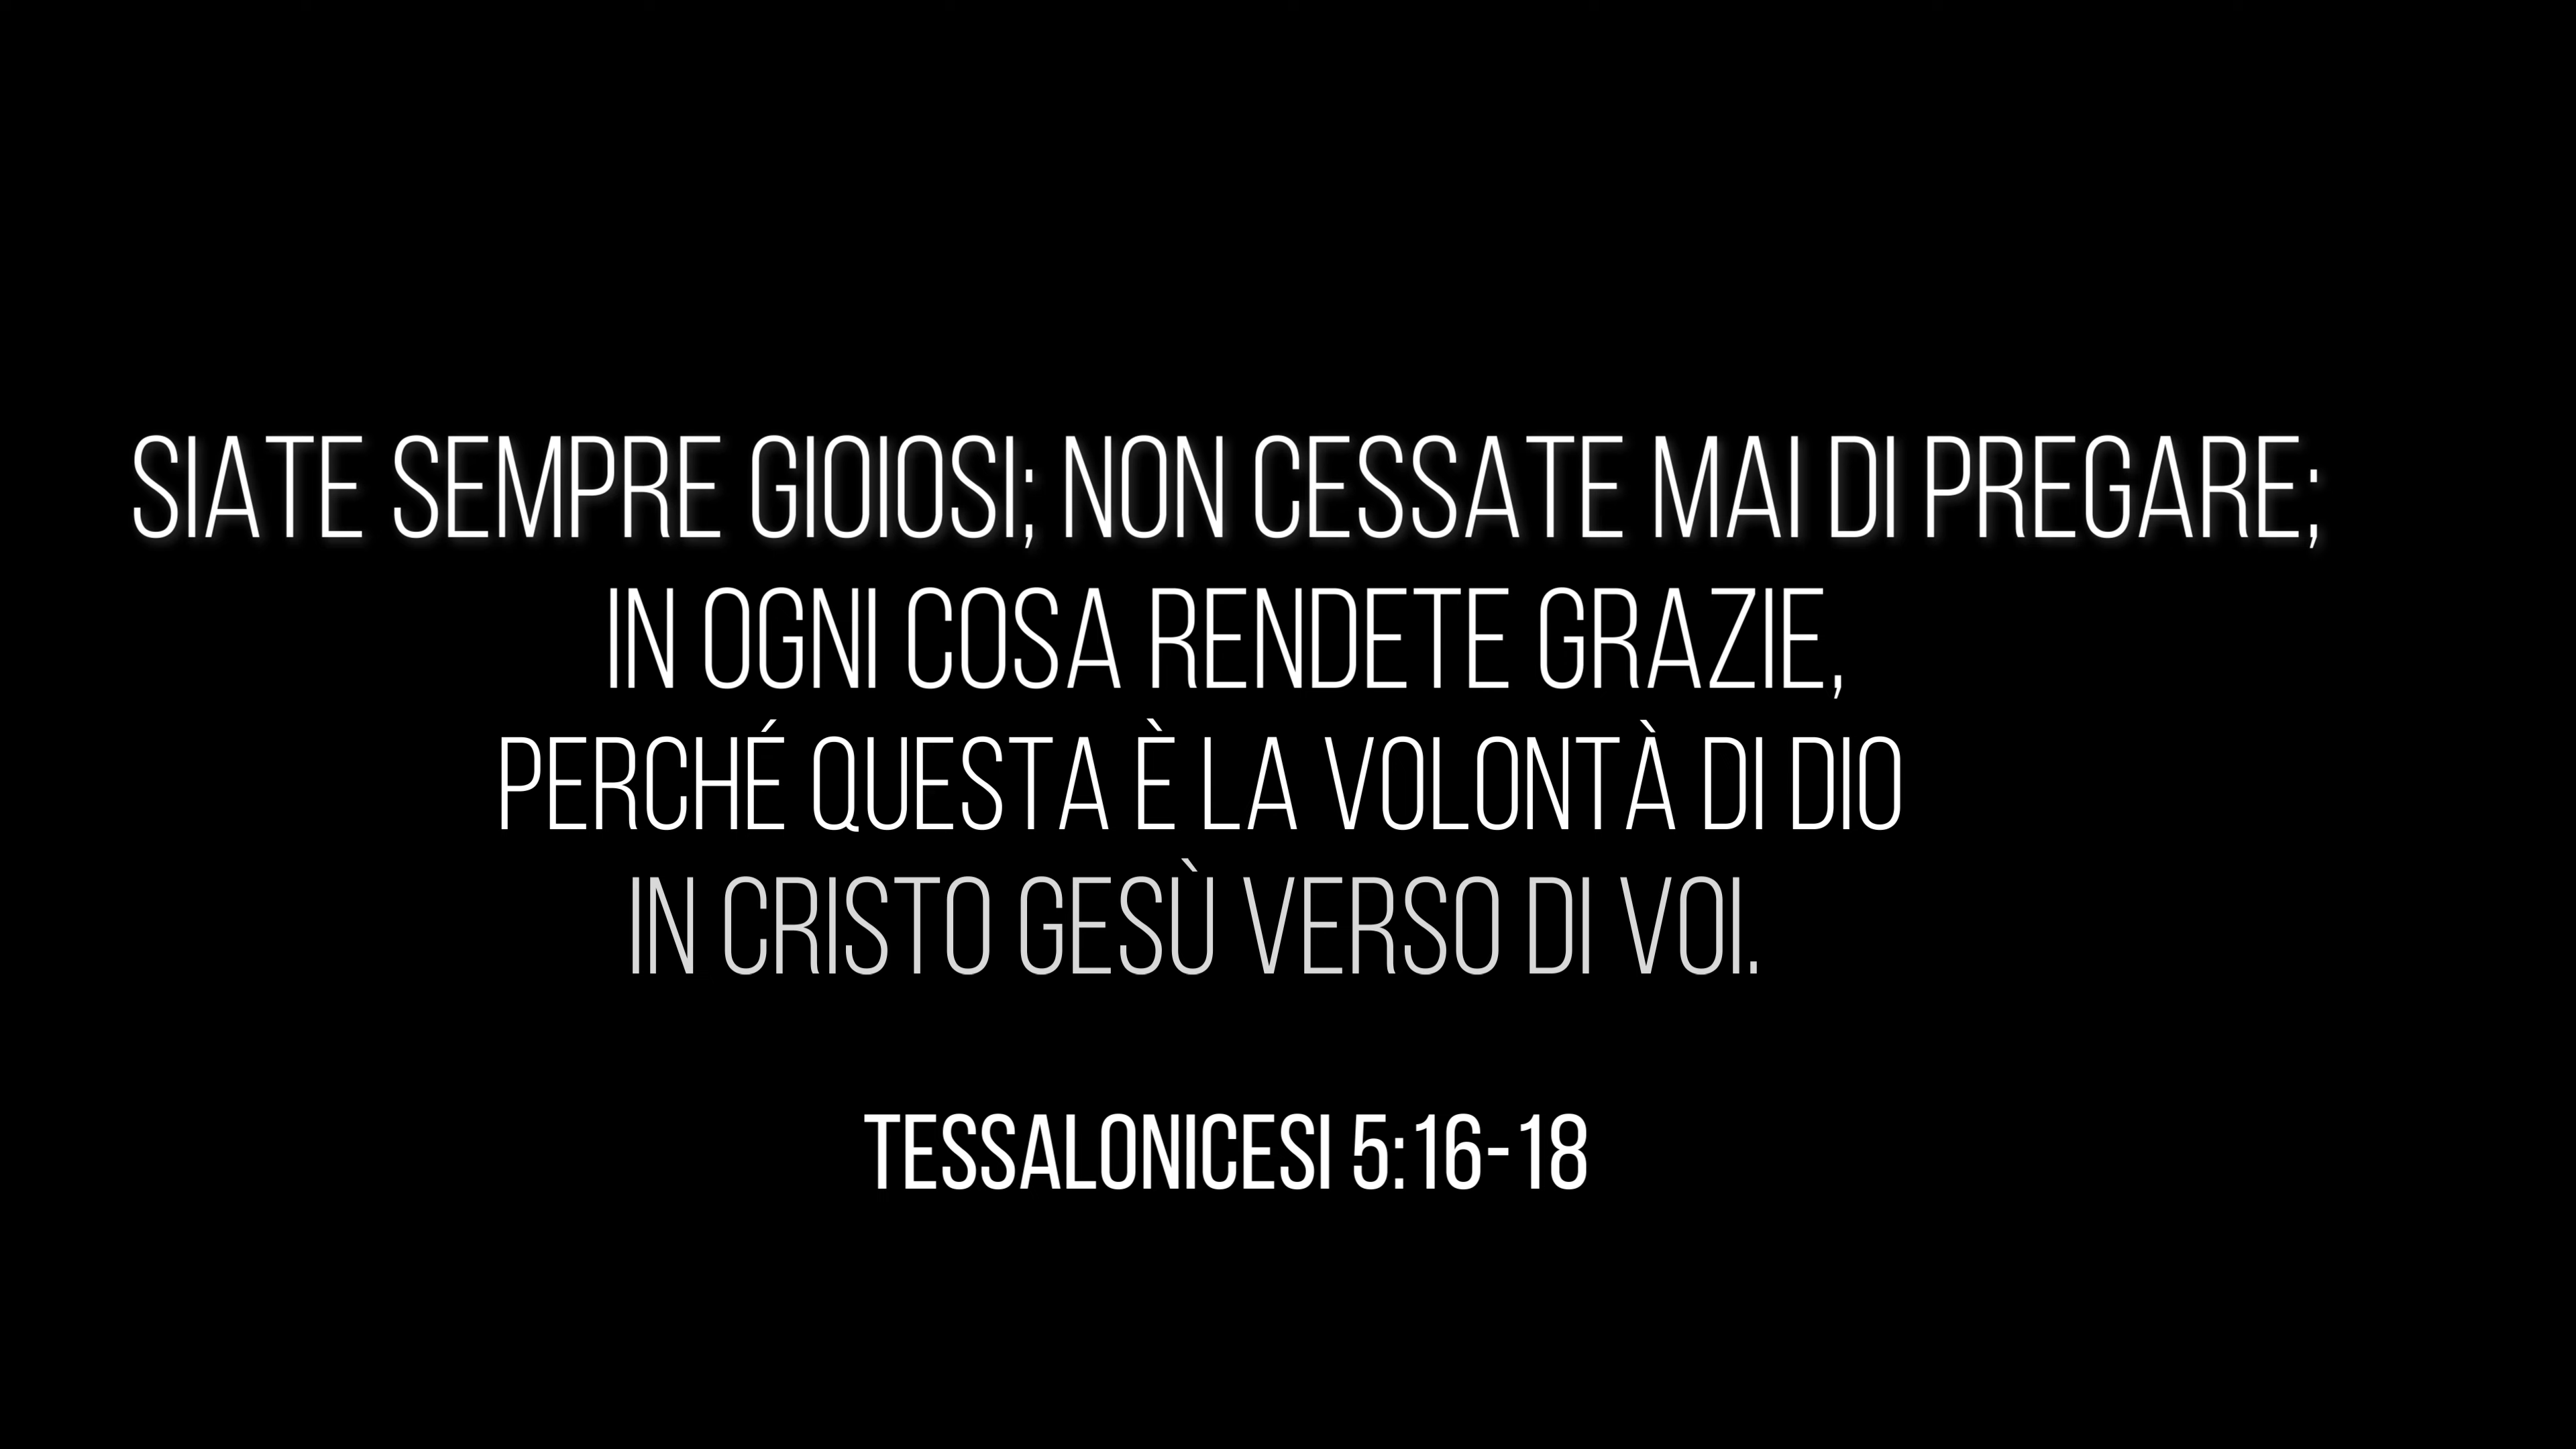 SIATE SEMPRE GIOIOSI; NON CESSATE MAI DI PREGARE;
IN OGNI COSA RENDETE GRAZIE,
PERCHÉ QUESTA È LA VOLONTÀ DI DIO
IN CRISTO GESÙ VERSO DI VOI.
TESSALONICESI 5:16-18